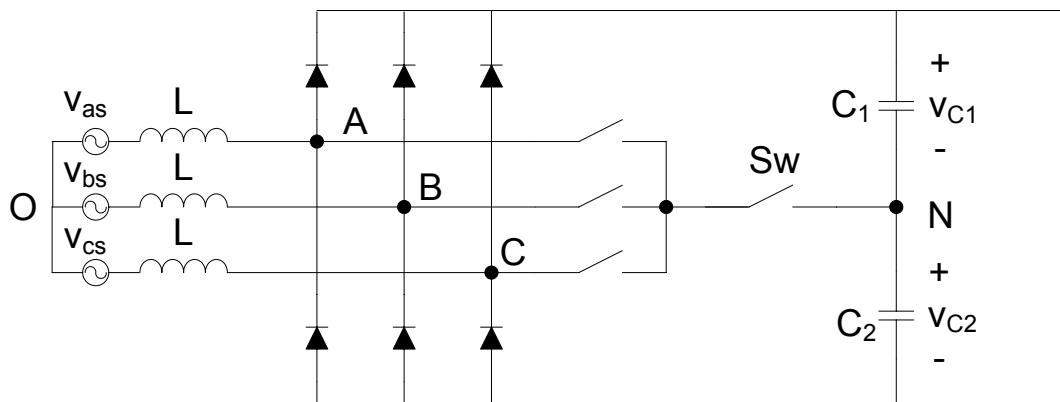 v_as L
A
v_bs L
B
O
v_cs L
C
Sw
N
C_1
+
v_C1
-
C_2
+
v_C2
-